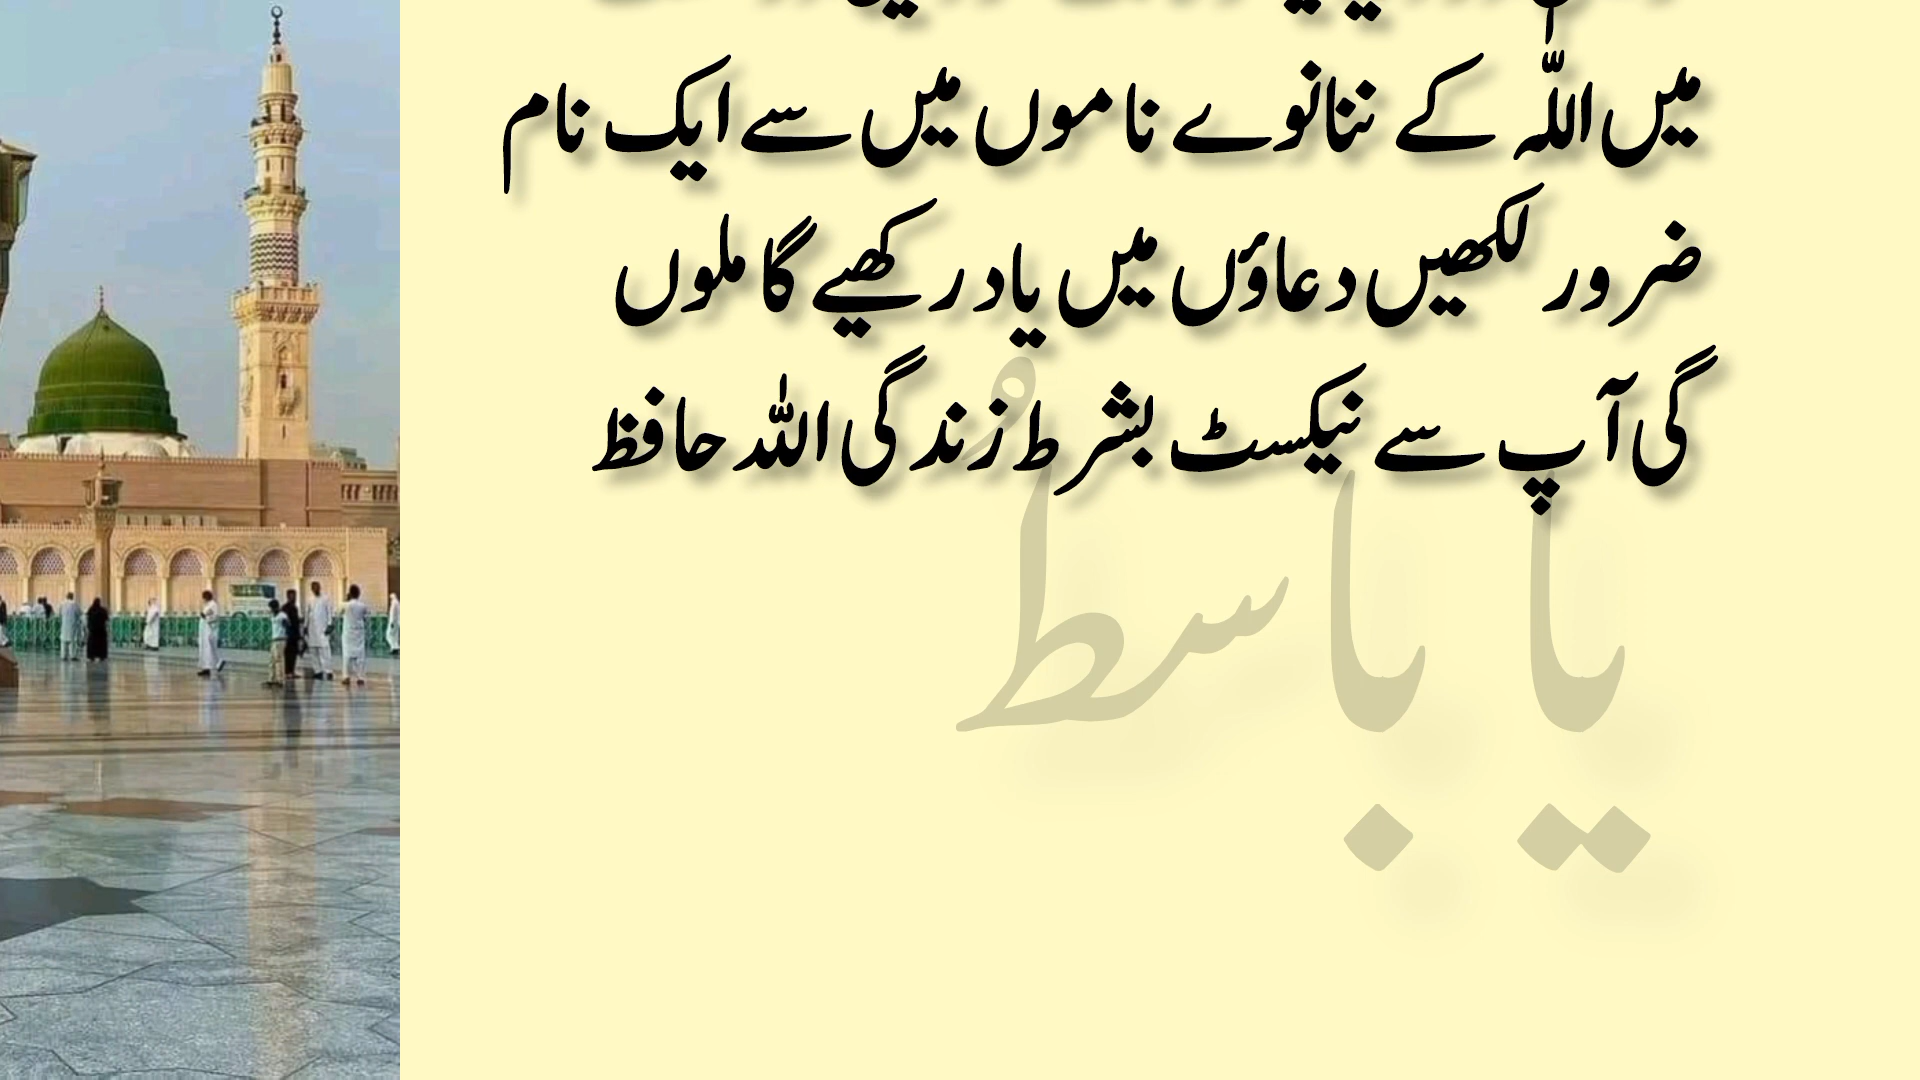 میں اللّٰہ کے ننانوے ناموں میں سے ایک نام
ضرور لکھیں دعاؤں میں یاد رکھیے گا ملوں
گی آپ سے نیکسٹ بشرط زندگی اللہ حافظ
یا باسطُ